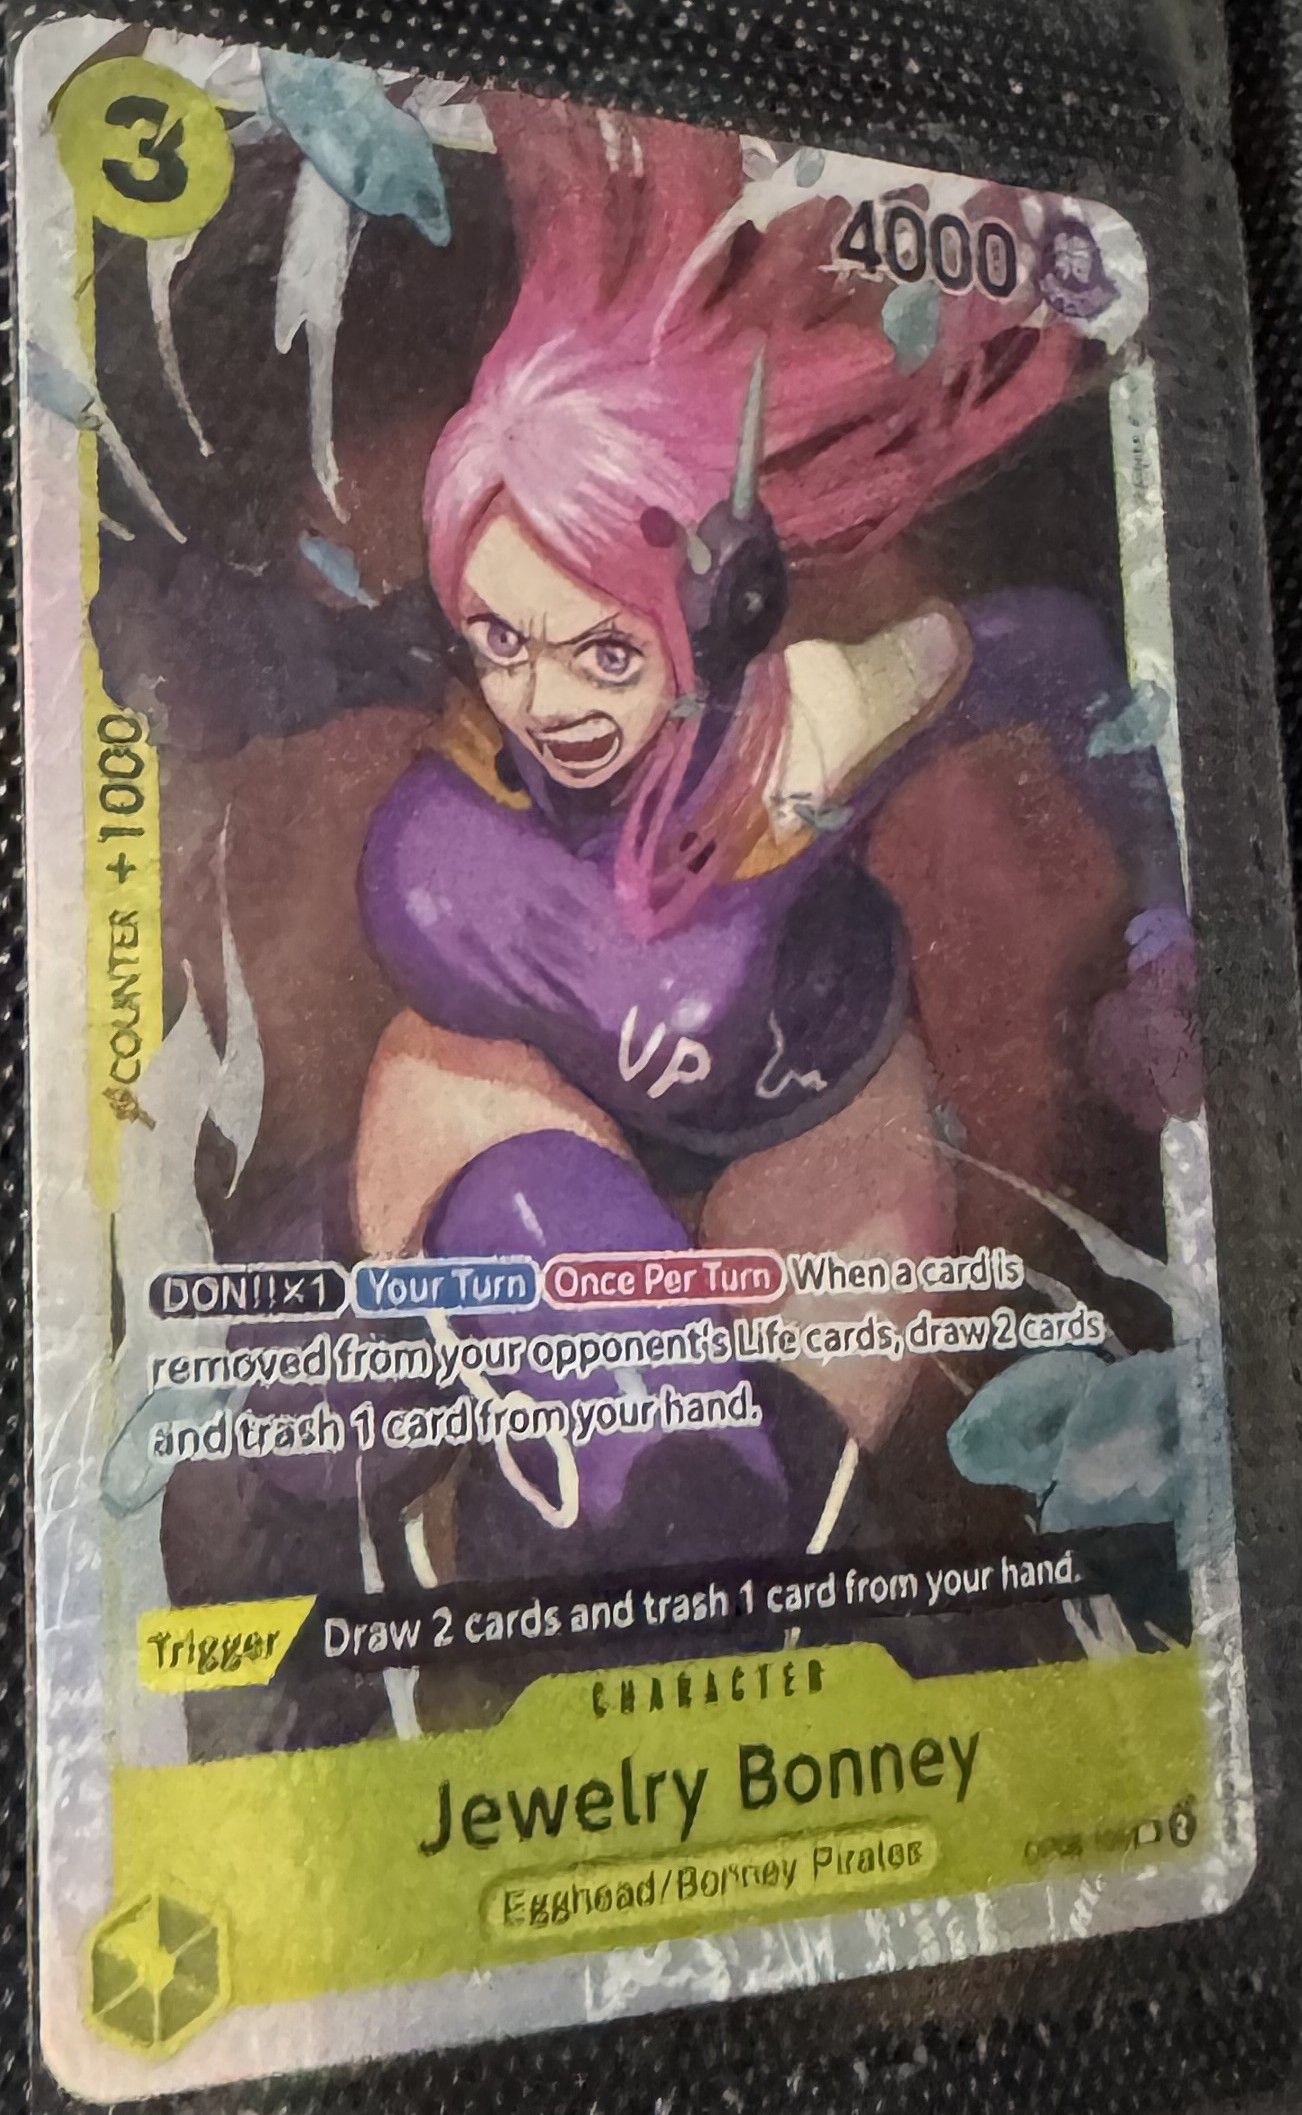 3
4000
COUNTER +1000
UP
DON!!×1 Your Turn Once Per Turn When a card is
removed from your opponent's Life cards, draw 2 cards
and trash 1 card from your hand.
Trigger Draw 2 cards and trash 1 card from your hand.
CHARACTER
Jewelry Bonney
Egghead/Bonney Pirates